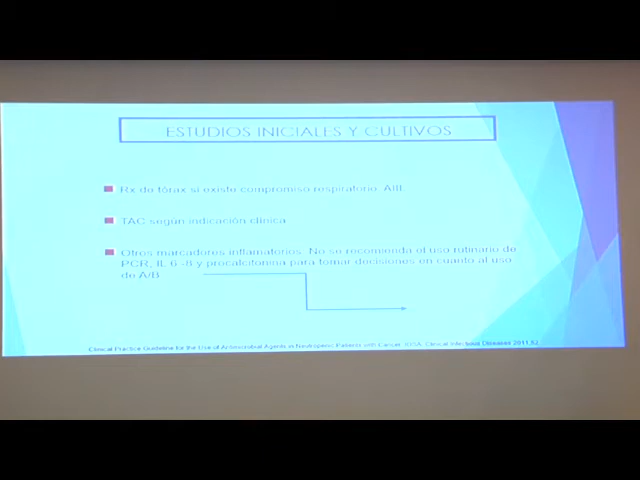 ESTUDIOS INICIALES Y CULTIVOS
Rx de tórax si existe compromiso respiratorio. AIII
TAC según indicación clínica
Otros marcadores inflamatorios. No se recomienda el uso rutinario de
PCR, IL 6 -8 y procalcitonina para tomar decisiones en cuanto al uso
de A/B
Clinical Practice Guideline for the Use of Antimicrobial Agents in Neutropenic Patients with Cancer. IDSA, Clinical Infectious Diseases 2011